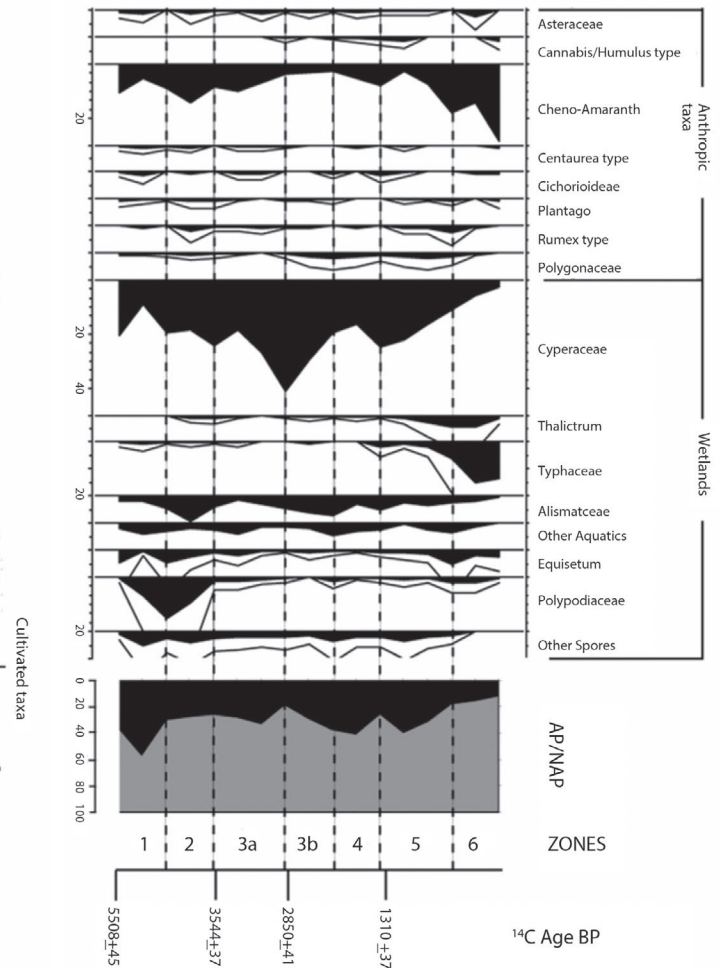 Asteraceae
Cannabis/Humulus type
Cheno-Amaranth
20
Centaurea type
Cichorioideae
Plantago
Rumex type
Polygonaceae
Anthropic
taxa
Cyperaceae
20
40
Thalictrum
Typhaceae
20
Alismatceae
Other Aquatics
Equisetum
Polypodiaceae
20
Other Spores
Wetlands
Cultivated taxa
0
20
40
60
80
100
AP/NAP
1
2
3a
3b
4
5
6
ZONES
5508±45
3544±37
2850±41
1310 ±37
¹⁴C Age BP